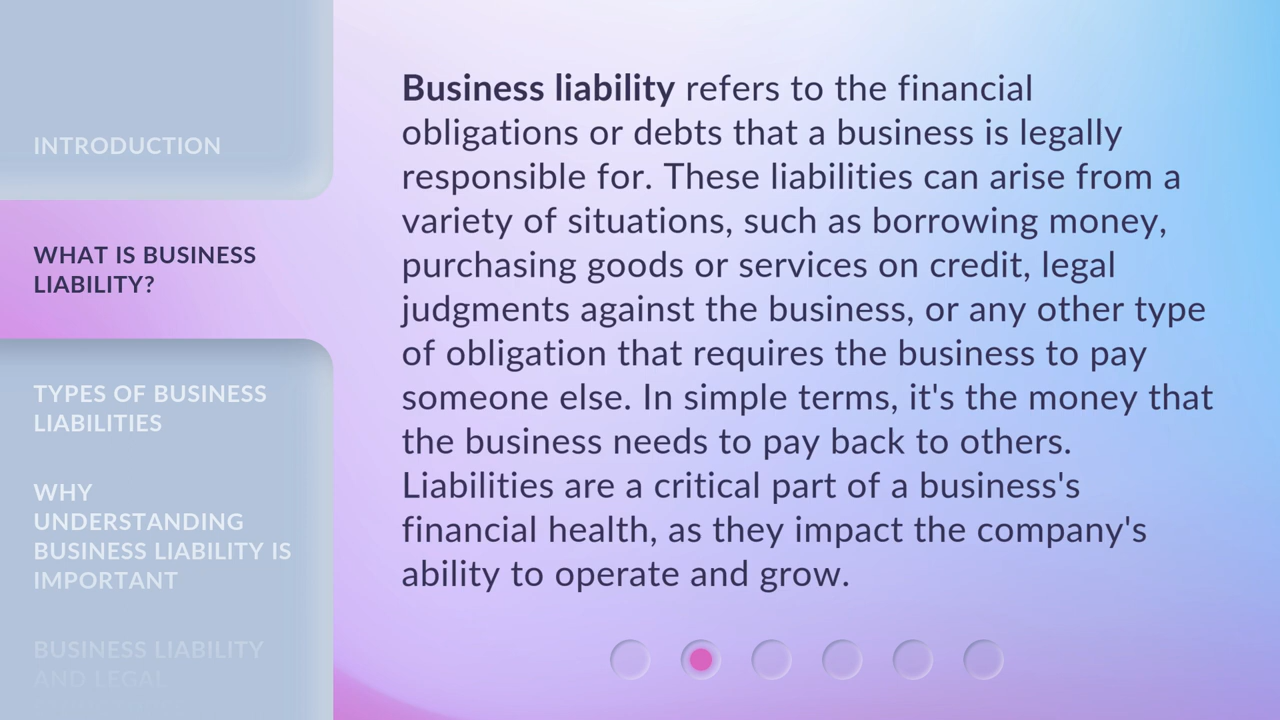 INTRODUCTION
WHAT IS BUSINESS
LIABILITY?
TYPES OF BUSINESS
LIABILITIES
WHY
UNDERSTANDING
BUSINESS LIABILITY IS
IMPORTANT
BUSINESS LIABILITY
AND LEGAL
Business liability refers to the financial
obligations or debts that a business is legally
responsible for. These liabilities can arise from a
variety of situations, such as borrowing money,
purchasing goods or services on credit, legal
judgments against the business, or any other type
of obligation that requires the business to pay
someone else. In simple terms, it's the money that
the business needs to pay back to others.
Liabilities are a critical part of a business's
financial health, as they impact the company's
ability to operate and grow.